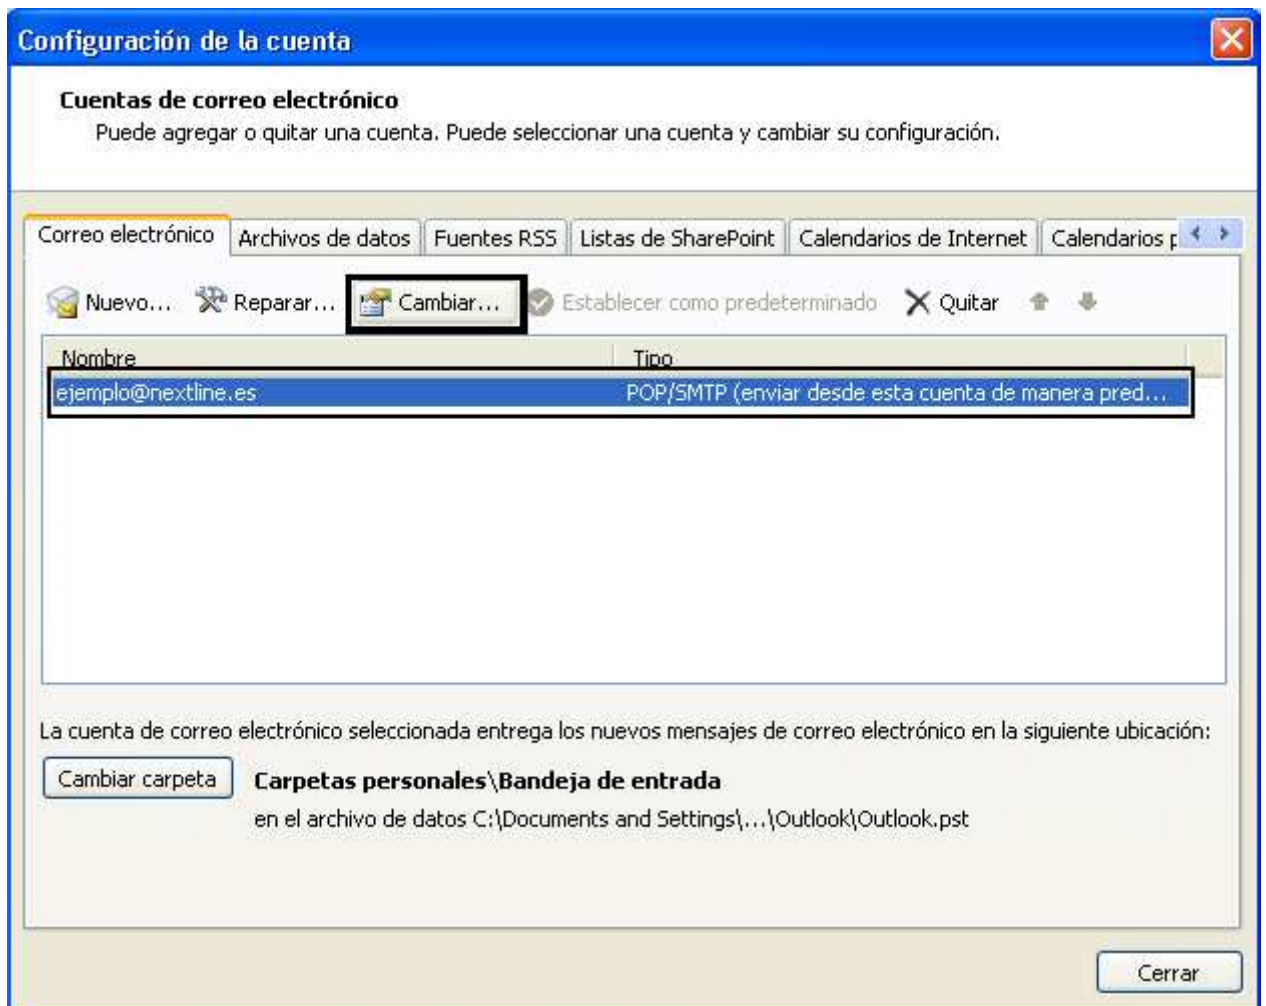 Configuración de la cuenta
Cuentas de correo electrónico
Puede agregar o quitar una cuenta. Puede seleccionar una cuenta y cambiar su configuración.
Correo electrónico Archivos de datos Fuentes RSS Listas de SharePoint Calendarios de Internet Calendarios p
Nuevo... Reparar... Cambiar... Establecer como predeterminado Quitar
Nombre Tipo
ejemplo@nextline.es POP/SMTP (enviar desde esta cuenta de manera pred...
La cuenta de correo electrónico seleccionada entrega los nuevos mensajes de correo electrónico en la siguiente ubicación:
Cambiar carpeta Carpetas personales\Bandeja de entrada
en el archivo de datos C:\Documents and Settings\...\Outlook\Outlook.pst
Cerrar